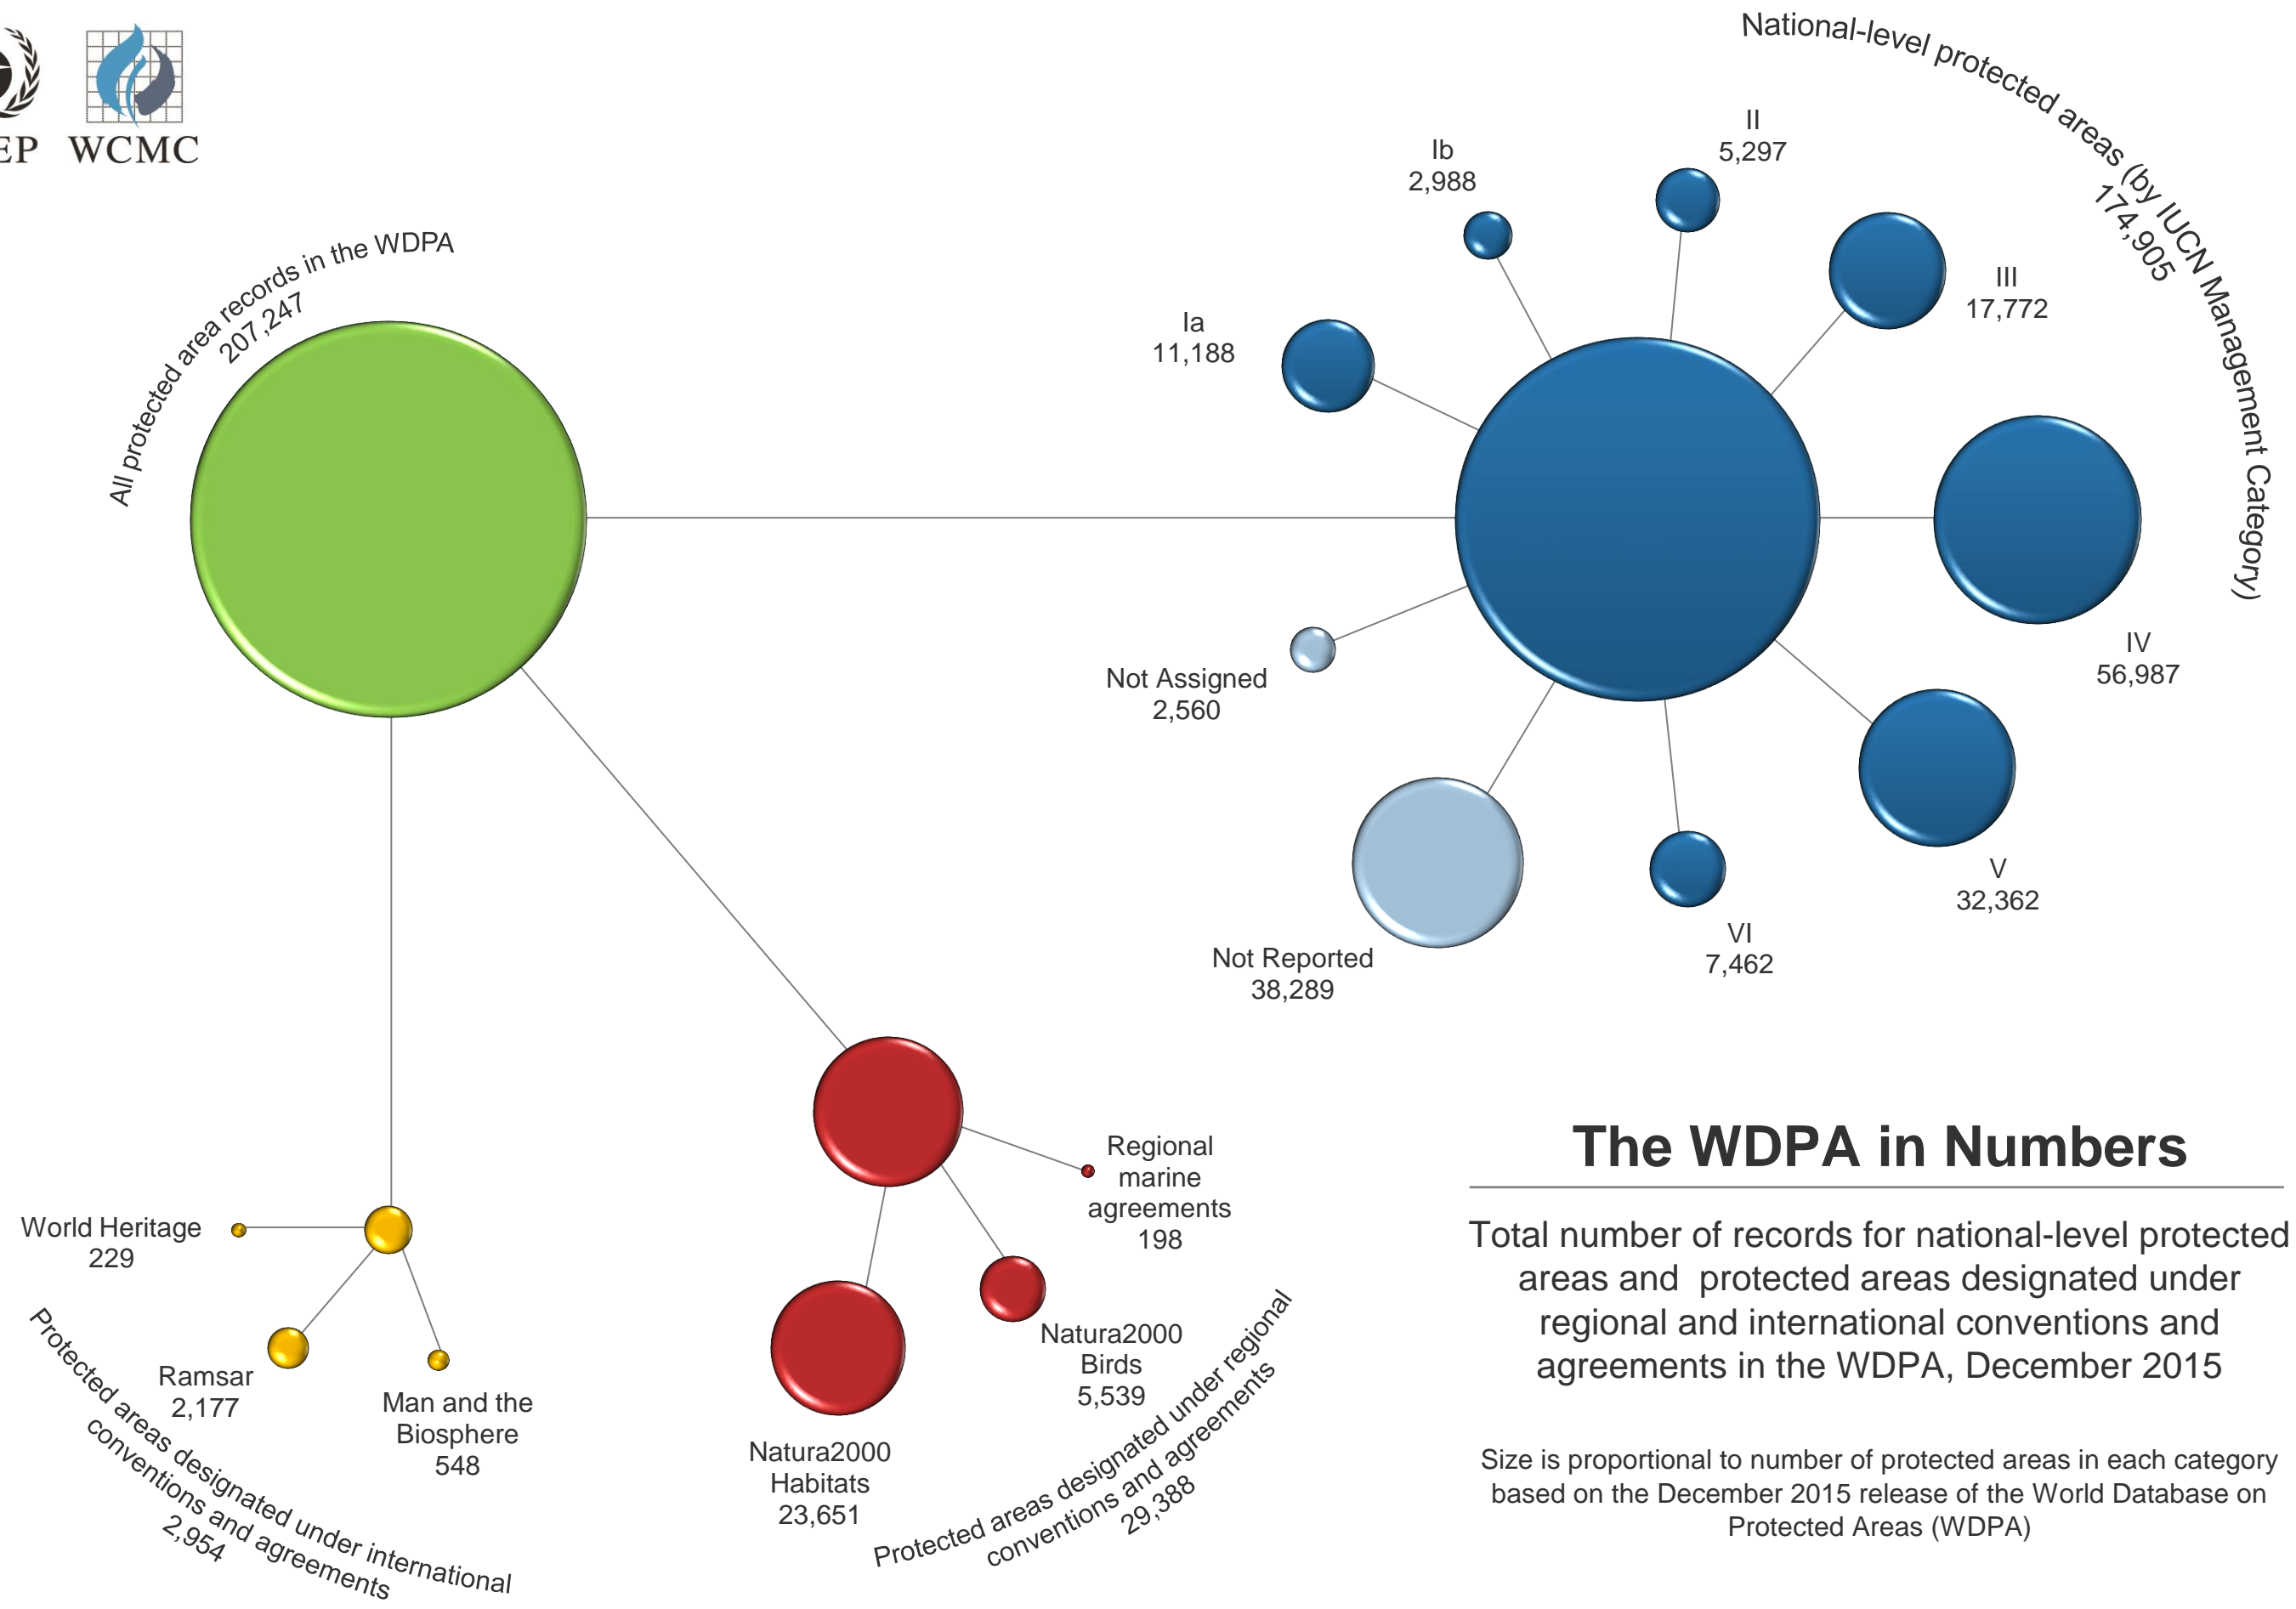 EP WCMC
National-level protected areas (by IUCN Management Category)
174,905
All protected area records in the WDPA
207,247
Ib
2,988
II
5,297
III
17,772
Ia
11,188
IV
56,987
Not Assigned
2,560
V
32,362
VI
7,462
Not Reported
38,289
World Heritage
229
Ramsar
2,177
Man and the
Biosphere
548
Protected areas designated under international
conventions and agreements
2,954
Regional
marine
agreements
198
Natura2000
Birds
5,539
Natura2000
Habitats
23,651
Protected areas designated under regional
conventions and agreements
29,388
The WDPA in Numbers
Total number of records for national-level protected
areas and protected areas designated under
regional and international conventions and
agreements in the WDPA, December 2015
Size is proportional to number of protected areas in each category
based on the December 2015 release of the World Database on
Protected Areas (WDPA)